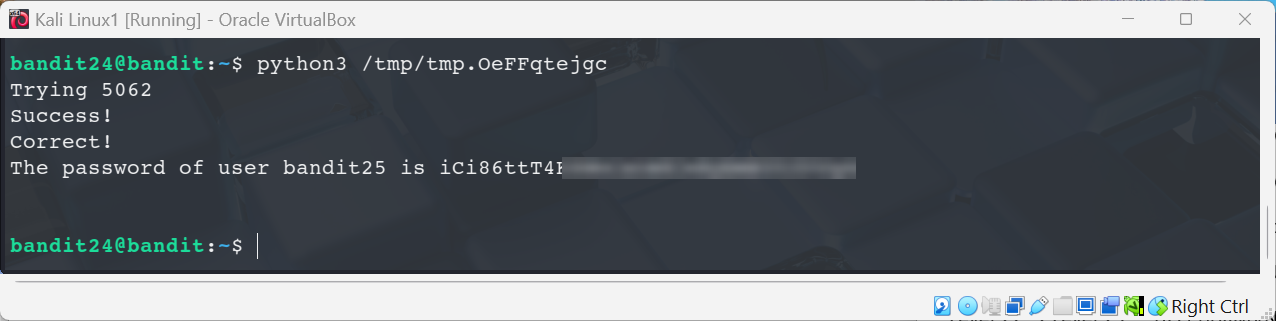 Kali Linux1 [Running] - Oracle VirtualBox
bandit24@bandit:~$ python3 /tmp/tmp.OeFFqtejgc
Trying 5062
Success!
Correct!
The password of user bandit25 is iCi86ttT4
bandit24@bandit:~$
Right Ctrl